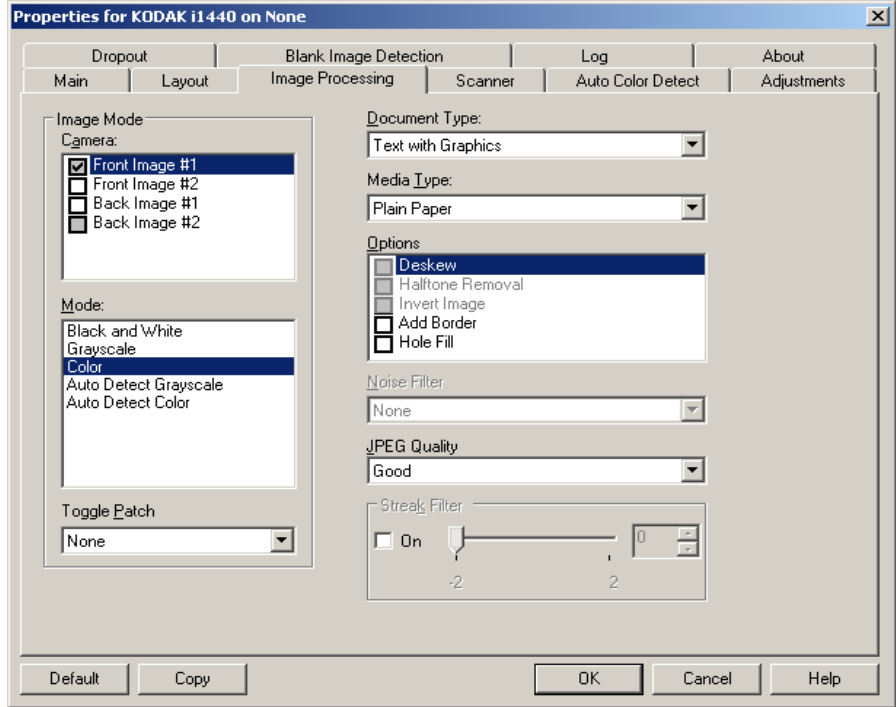 Properties for KODAK i1440 on None
Dropout
Blank Image Detection
Log
About
Main
Layout
Image Processing
Scanner
Auto Color Detect
Adjustments
Image Mode
Camera:
Front Image #1
Front Image #2
Back Image #1
Back Image #2
Mode:
Black and White
Grayscale
Color
Auto Detect Grayscale
Auto Detect Color
Toggle Patch
None
Document Type:
Text with Graphics
Media Type:
Plain Paper
Options
Deskew
Halftone Removal
Invert Image
Add Border
Hole Fill
Noise Filter
None
JPEG Quality
Good
Streak Filter
On
0
-2 2
Default
Copy
OK
Cancel
Help